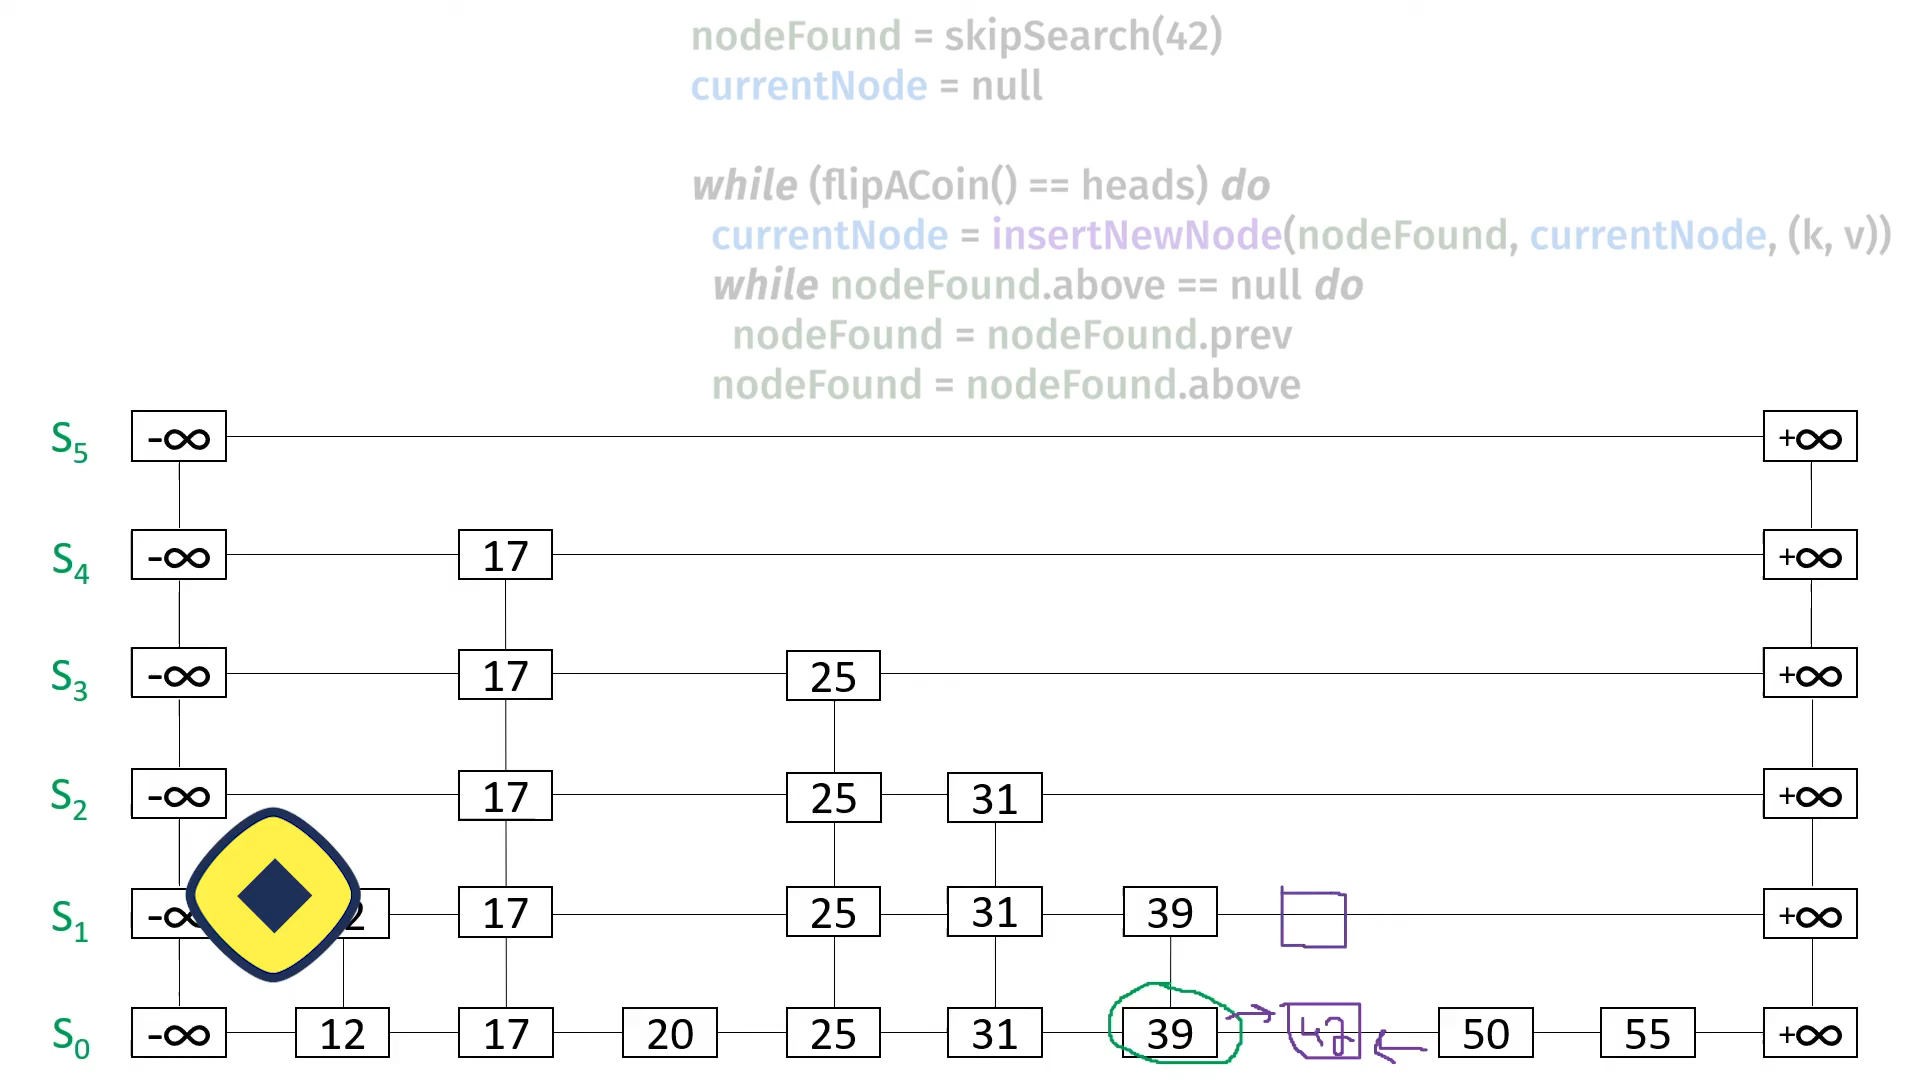 nodeFound = skipSearch(42)
currentNode = null
while (flipACoin() == heads) do
currentNode = insertNewNode(nodeFound, currentNode, (k, v))
while nodeFound.above == null do
nodeFound = nodeFound.prev
nodeFound = nodeFound.above
S5 -∞ +∞
S4 -∞ 17 +∞
S3 -∞ 17 25 +∞
S2 -∞ 17 25 31 +∞
S1 17 25 31 39 +∞
S0 -∞ 12 17 20 25 31 39 42 50 55 +∞